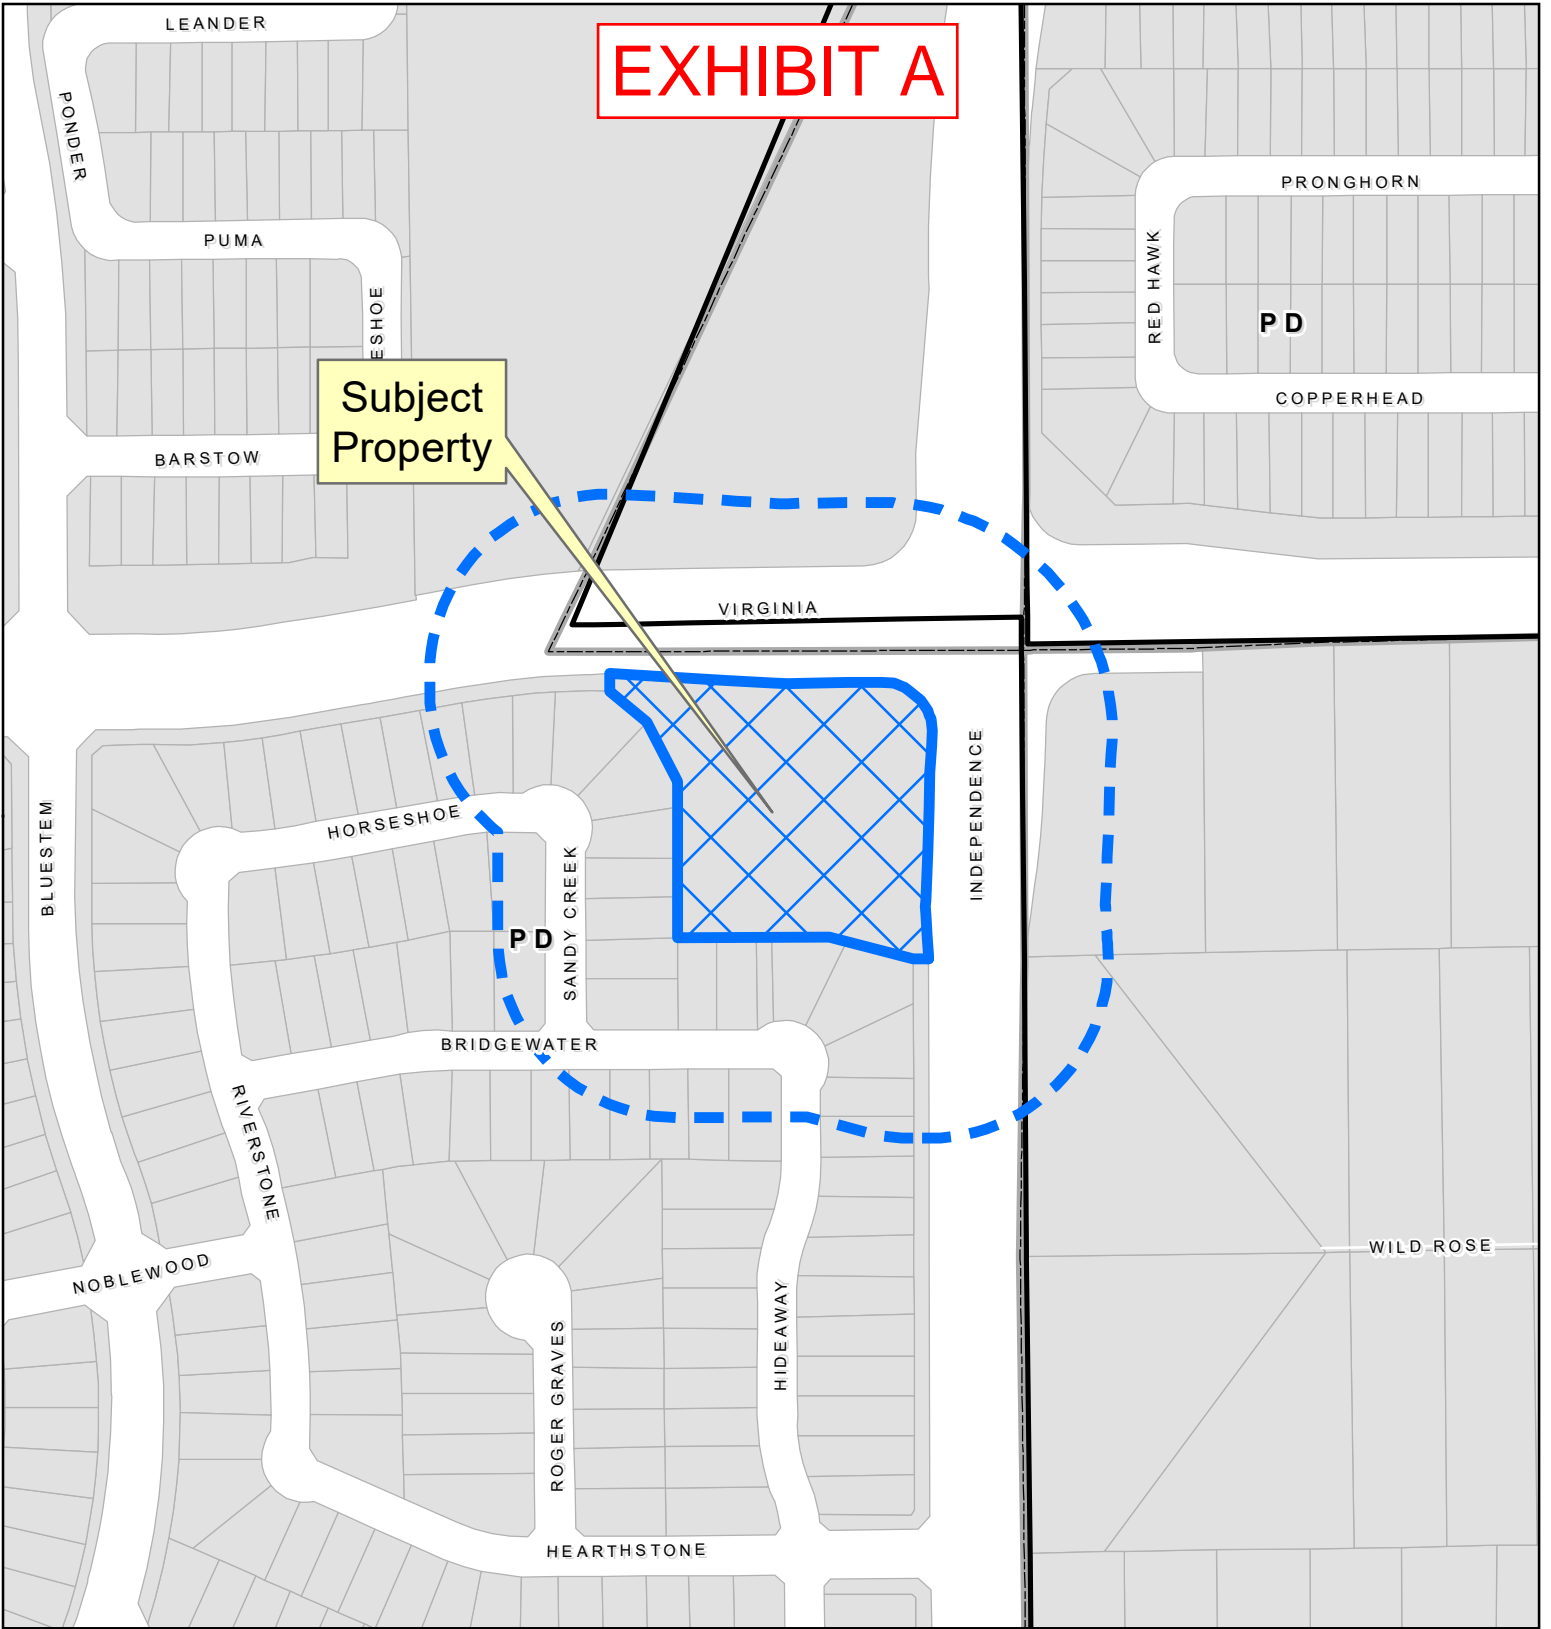 LEANDER
EXHIBIT A
PONDER
PRONGHORN
PUMA
RED HAWK
ESHOE
PD
Subject
Property
COPPERHEAD
BARSTOW
VIRGINIA
INDEPENDENCE
HORSESHOE
BLUESTEM
SANDY CREEK
PD
BRIDGEWATER
RIVERSTONE
WILD ROSE
NOBLEWOOD
HIDEAWAY
ROGER GRAVES
HEARTHSTONE